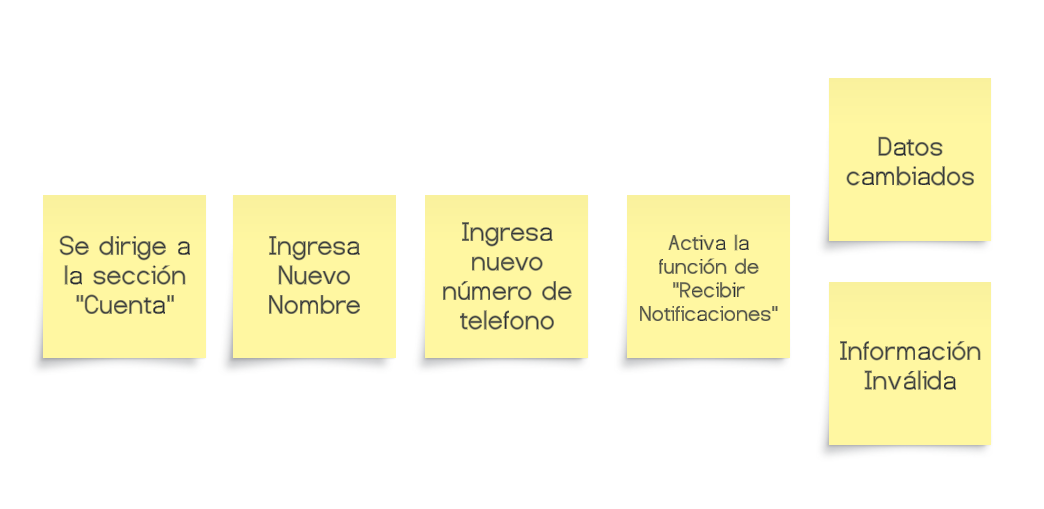 Se dirige a
la sección
"Cuenta"
Ingresa
Nuevo
Nombre
Ingresa
nuevo
número de
telefono
Activa la
función de
"Recibir
Notificaciones"
Datos
cambiados
Información
Inválida